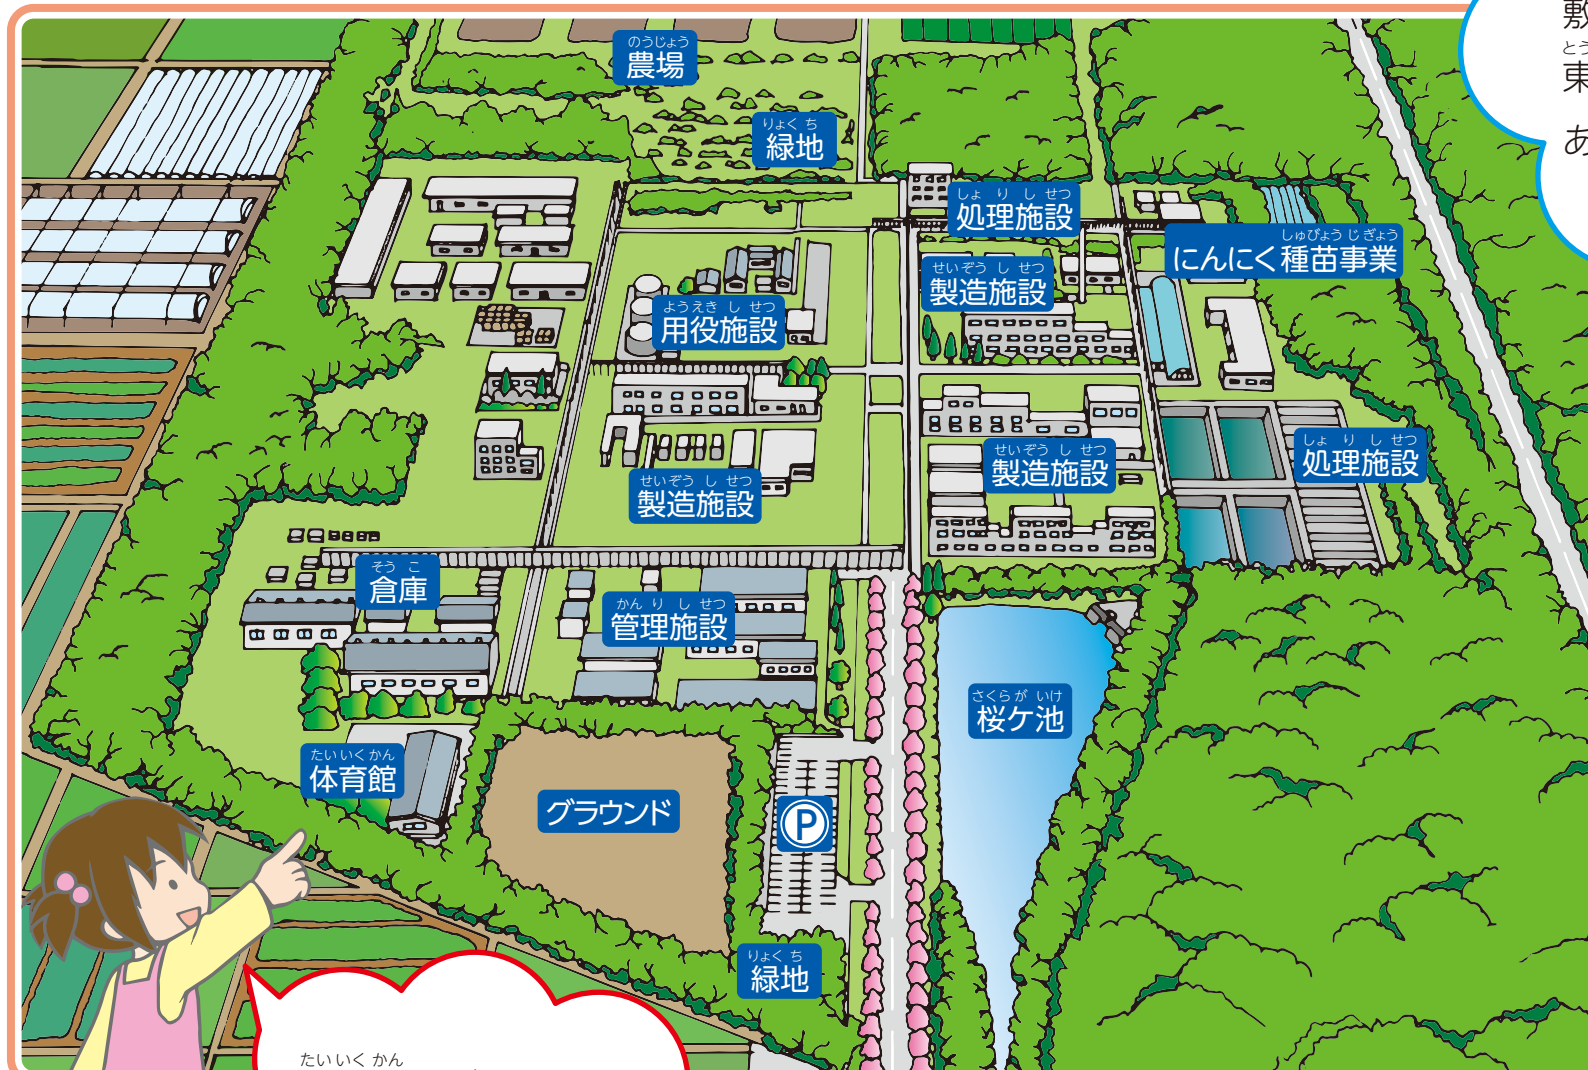 敷
とう
東
あ
のうじょう
農場
りょくち
緑地
しょりしせつ
処理施設
しゅびょうじぎょう
にんにく種苗事業
せいぞうしせつ
製造施設
ようえきしせつ
用役施設
せいぞうしせつ
製造施設
しょりしせつ
処理施設
せいぞうしせつ
製造施設
そうこ
倉庫
かんりしせつ
管理施設
さくらがいけ
桜ケ池
たいいくかん
体育館
グラウンド
P
りょくち
緑地
たいいくかん